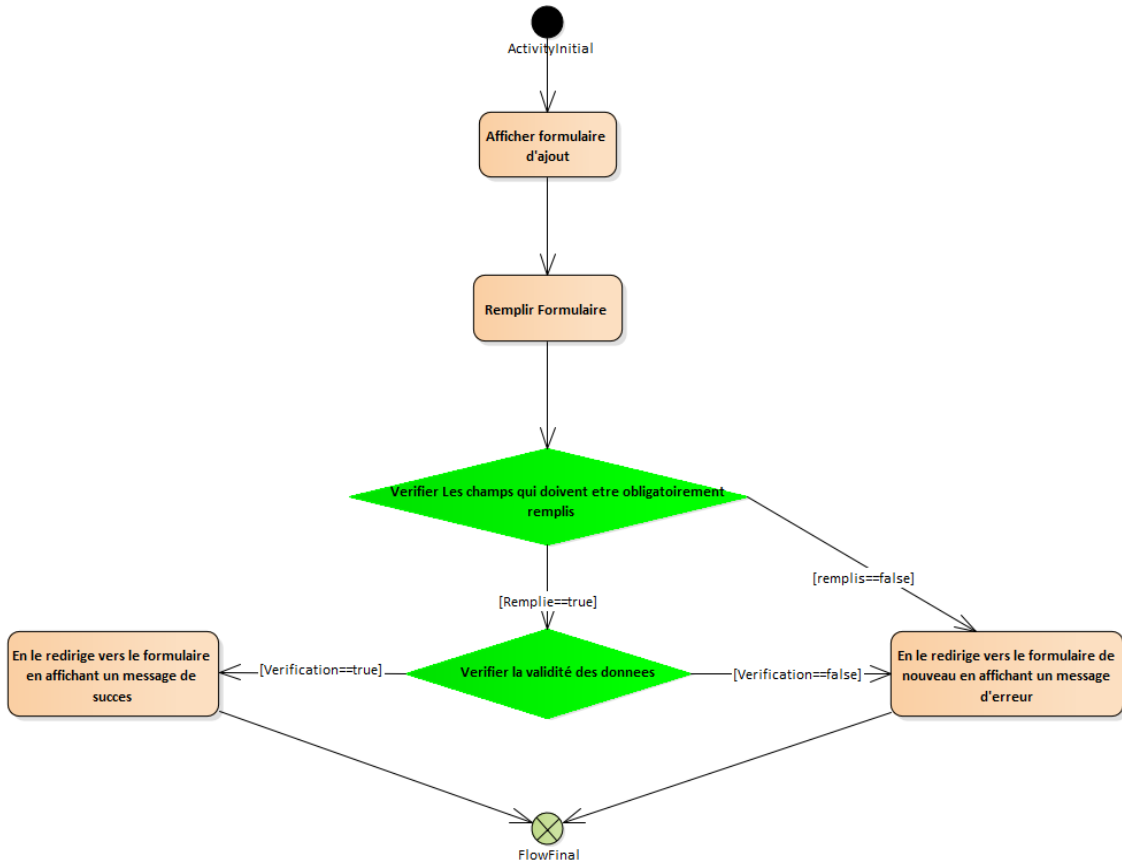 ActivityInitial
Afficher formulaire
d'ajout
Remplir Formulaire
Verifier Les champs qui doivent etre obligatoirement
remplis
[remplis==false]
[Remplie==true]
En le redirige vers le formulaire
en affichant un message de
succes
[Verification==true]
Verifier la validité des donnees
[Verification==false]
En le redirige vers le formulaire de
nouveau en affichant un message
d'erreur
FlowFinal